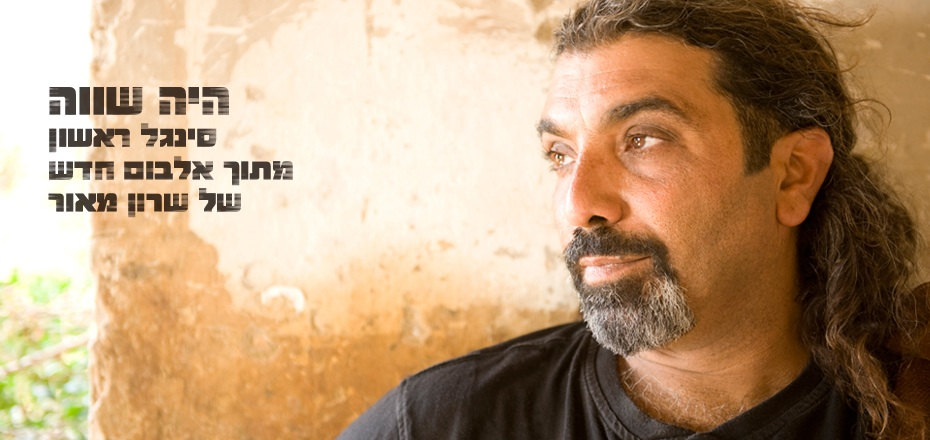 היה שווה
סינגל ראשון
מתוך אלבום חדש
של שרון מאור